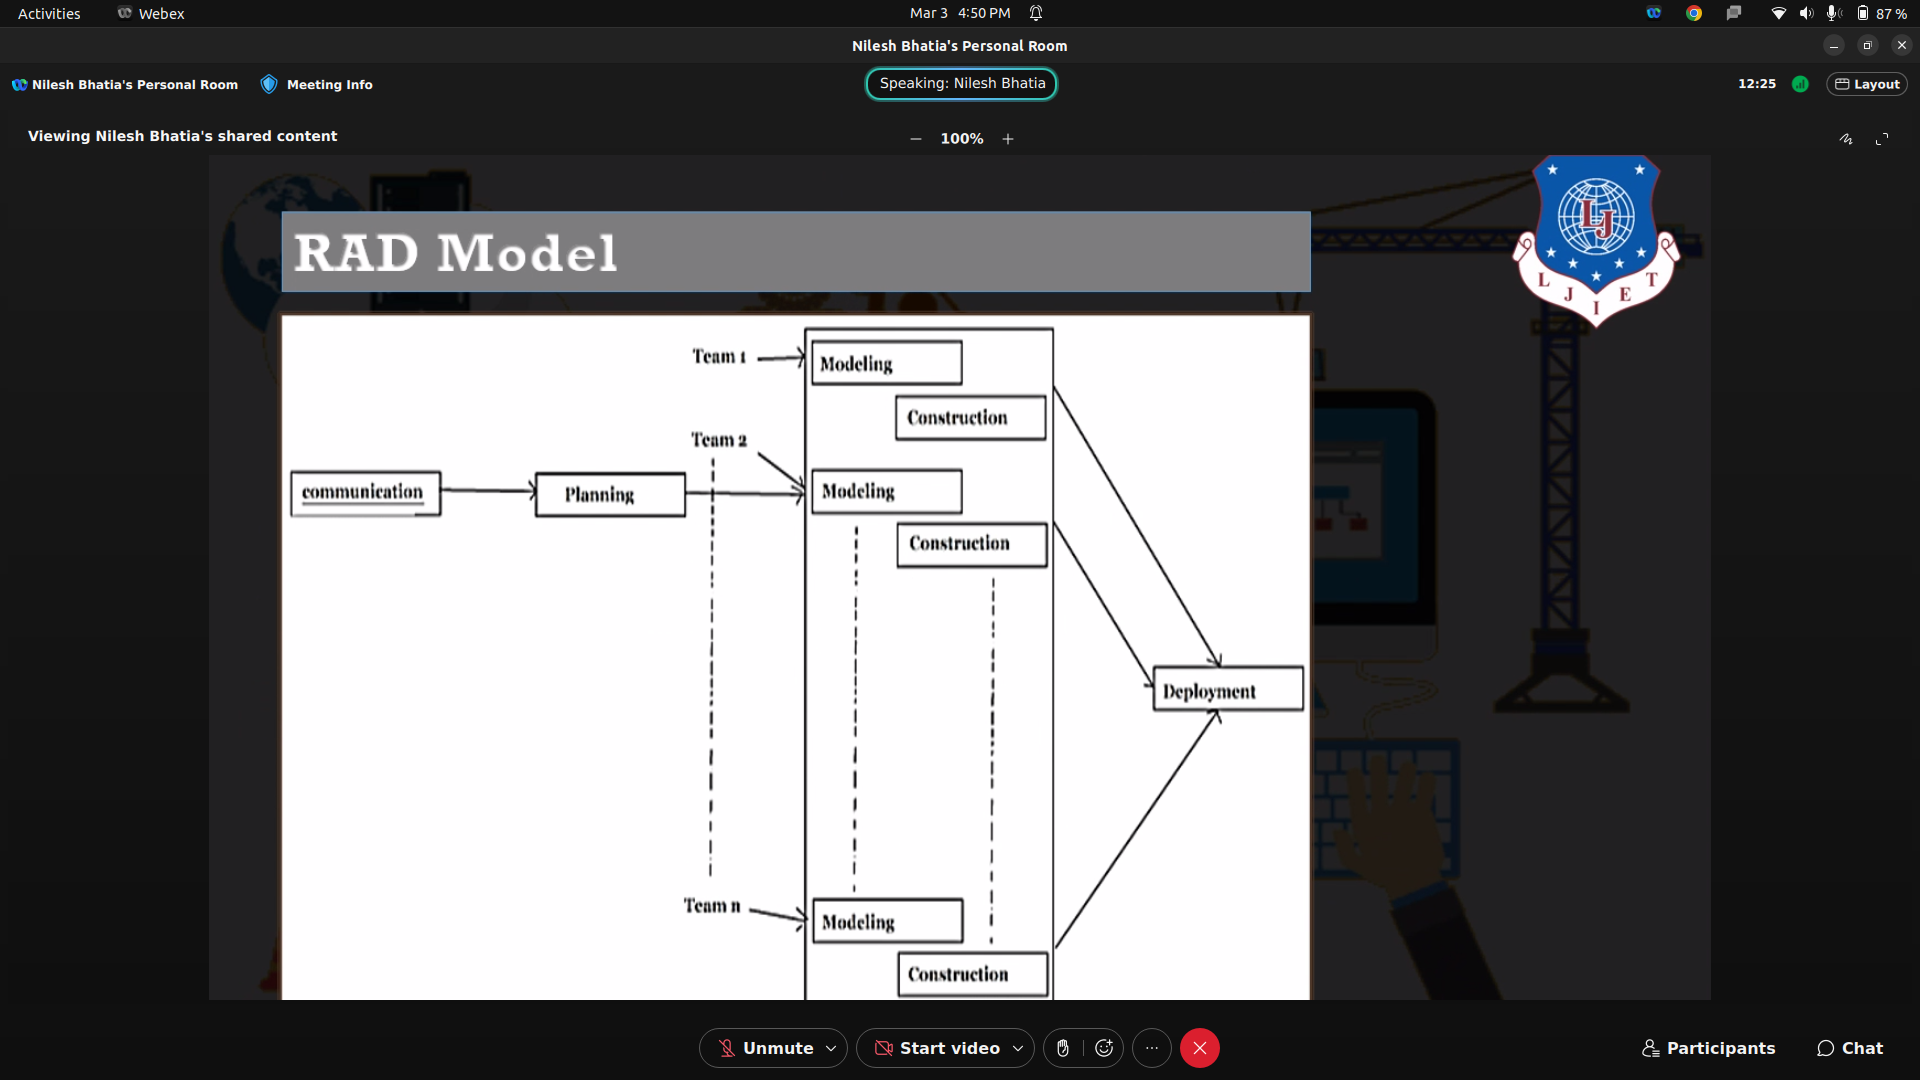 Activities
Webex
Mar 3 4:50 PM
87 %
Nilesh Bhatia's Personal Room
Nilesh Bhatia's Personal Room
Meeting Info
Speaking: Nilesh Bhatia
12:25
Layout
Viewing Nilesh Bhatia's shared content
100%
RAD Model
LJ
L J I E T
Team 1
Modeling
Construction
Team 2
communication
Planning
Modeling
Construction
Deployment
Team n
Modeling
Construction
Unmute
Start video
Participants
Chat